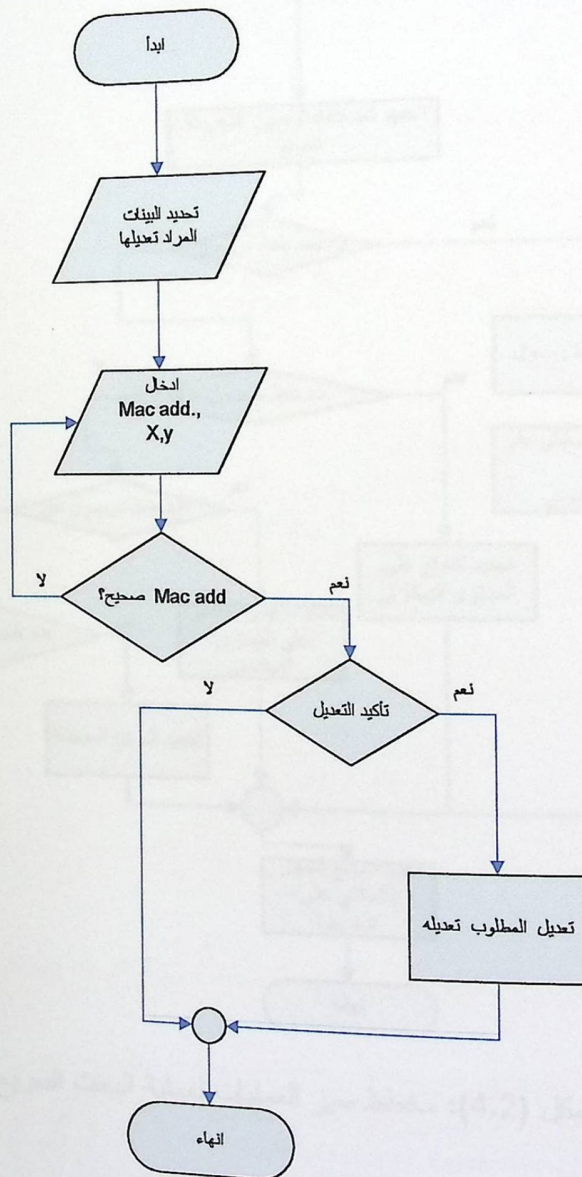 ابدأ
تحديد البينات
المراد تعديلها
ادخال
Mac add.,
X,y
Mac add صحيح؟
لا
نعم
تأكيد التعديل
لا
نعم
تعديل المطلوب تعديله
انهاء